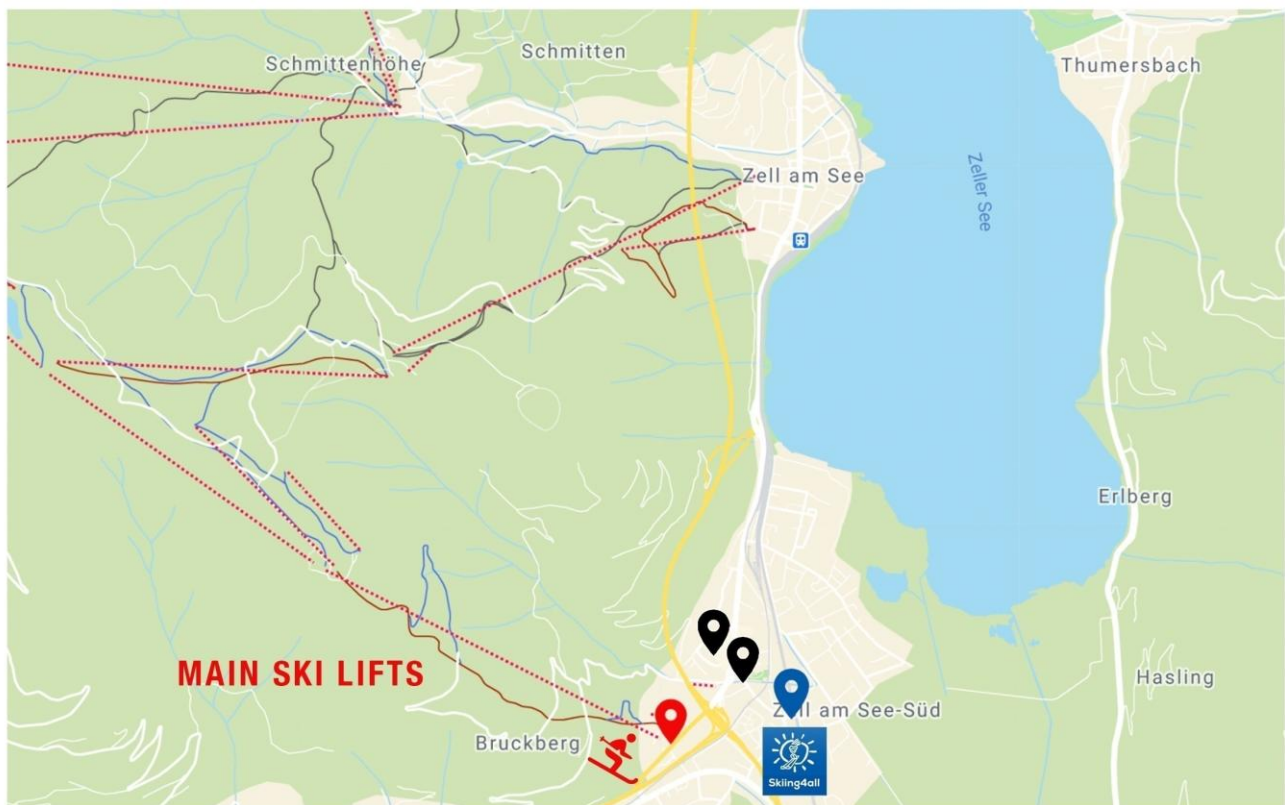 Schmitten
Schmittenhöhe
Thumersbach
Zell am See
Zeller See
Erlberg
MAIN SKI LIFTS
Hasling
Zell am See-Süd
Bruckberg
Skiing4all